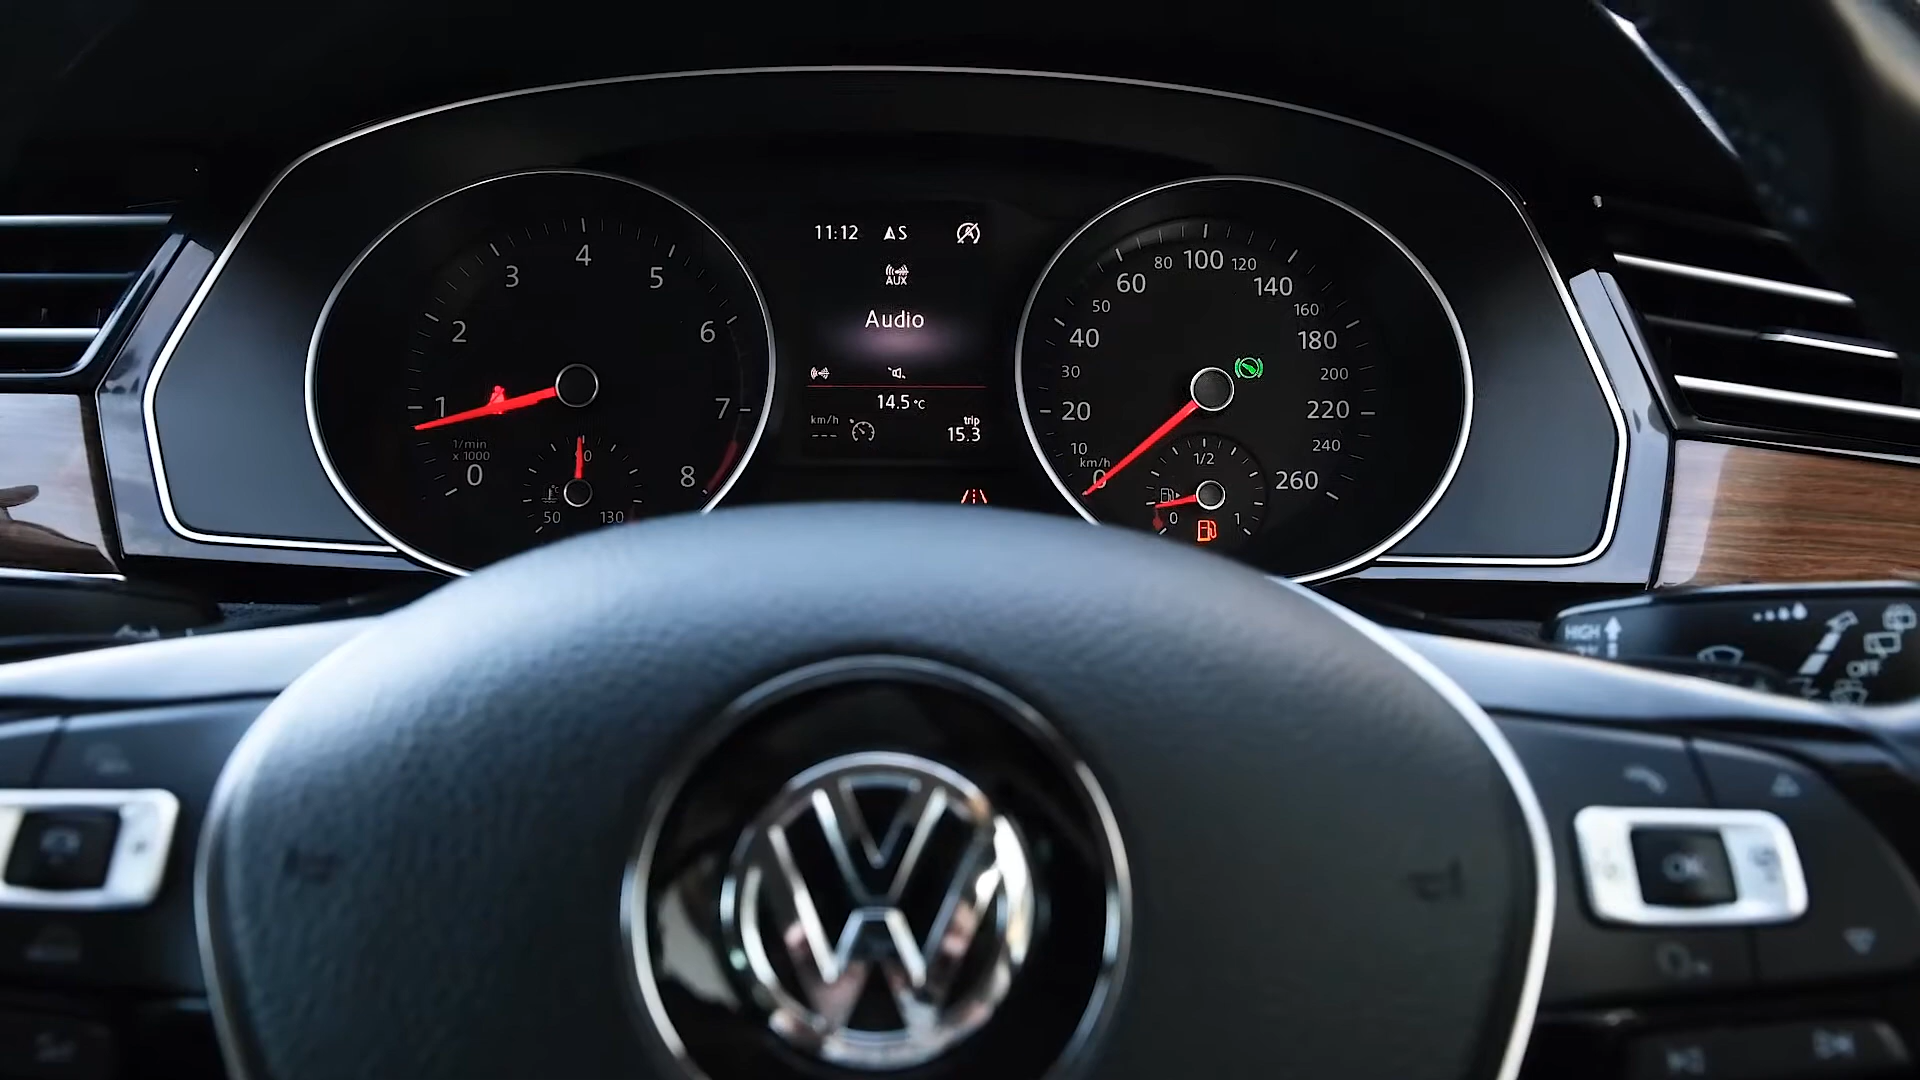 11:12 S
AUX
Audio
14.5 °C
km/h
---
trip
15.3
0
1
2
3
4
5
6
7
8
1/min
x 1000
50
130
0
10
20
30
40
50
60
80
100
120
140
160
180
200
220
240
260
km/h
0
1/2
1
HIGH
OFF
OK